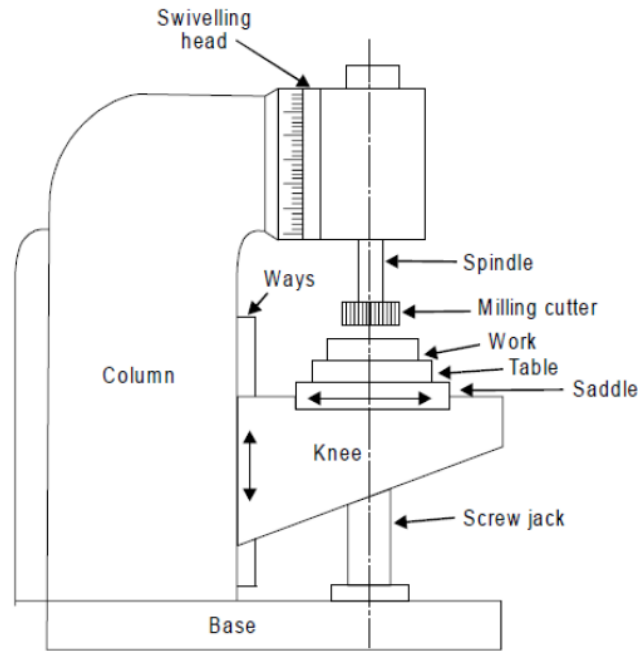 Swivelling
head
Spindle
Ways
Milling cutter
Work
Table
Column
Saddle
Knee
Screw jack
Base